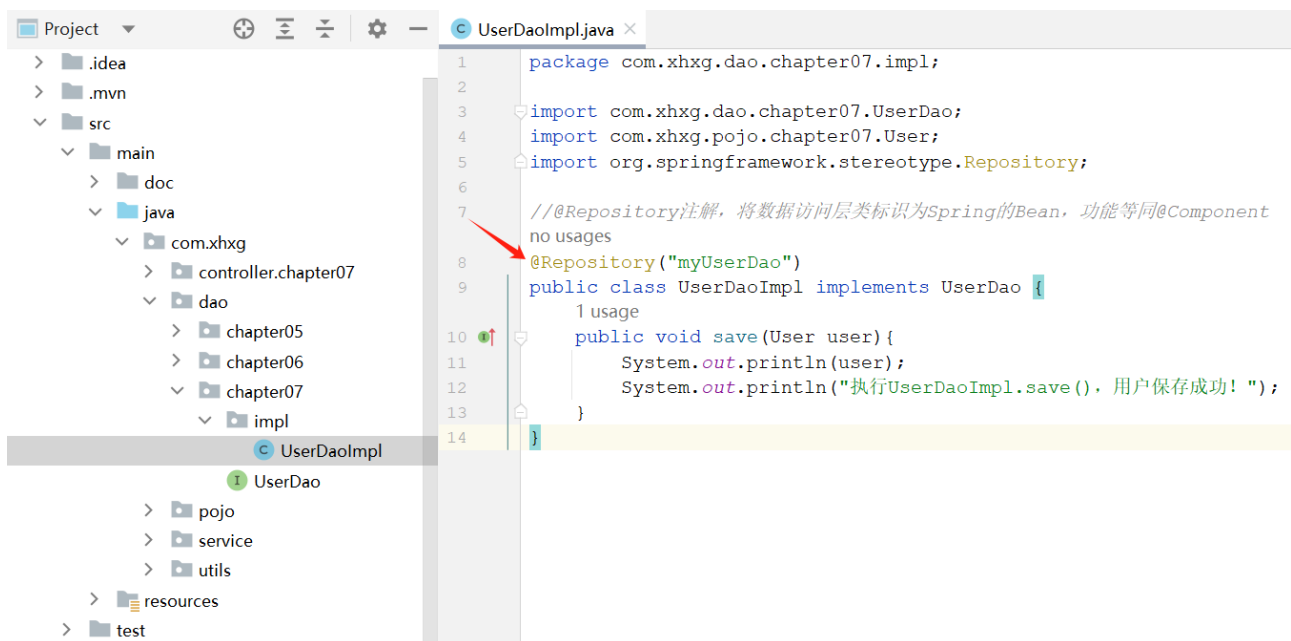 Project
.idea
.mvn
src
main
doc
java
com.xhxg
controller.chapter07
dao
chapter05
chapter06
chapter07
impl
C UserDaoImpl
I UserDao
pojo
service
utils
resources
test
C UserDaoImpl.java
1 package com.xhxg.dao.chapter07.impl;
2
3 import com.xhxg.dao.chapter07.UserDao;
4 import com.xhxg.pojo.chapter07.User;
5 import org.springframework.stereotype.Repository;
6
7 //@Repository注解，将数据访问层类标识为Spring的Bean，功能等同@Component
no usages
8 @Repository("myUserDao")
9 public class UserDaoImpl implements UserDao {
1 usage
10 public void save(User user){
11 System.out.println(user);
12 System.out.println("执行UserDaoImpl.save()，用户保存成功！");
13 }
14 }